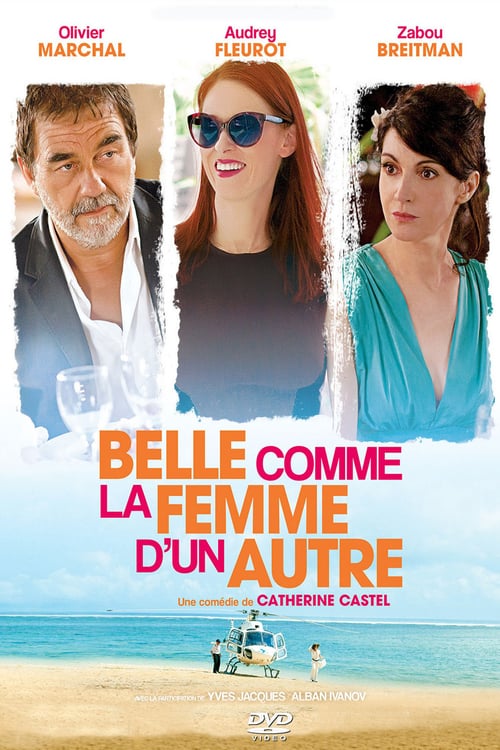 Olivier
MARCHAL
Audrey
FLEUROT
Zabou
BREITMAN
BELLE COMME
LA FEMME
D'UN AUTRE
Une comédie de CATHERINE CASTEL
AVEC LA PARTICIPATION DE YVES JACQUES ALBAN IVANOV
DVD
VIDEO